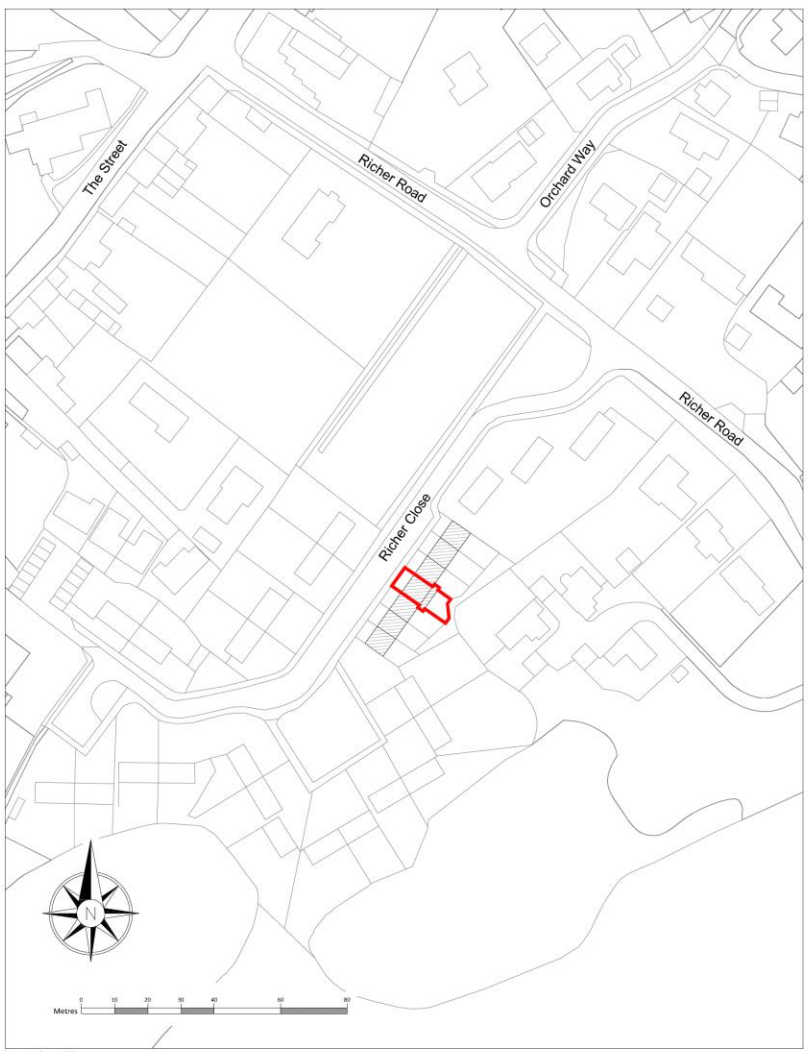 The Street
Richer Road
Orchard Way
Richer Road
Richer Close
N
0 10 20 30 40 60 80
Metres